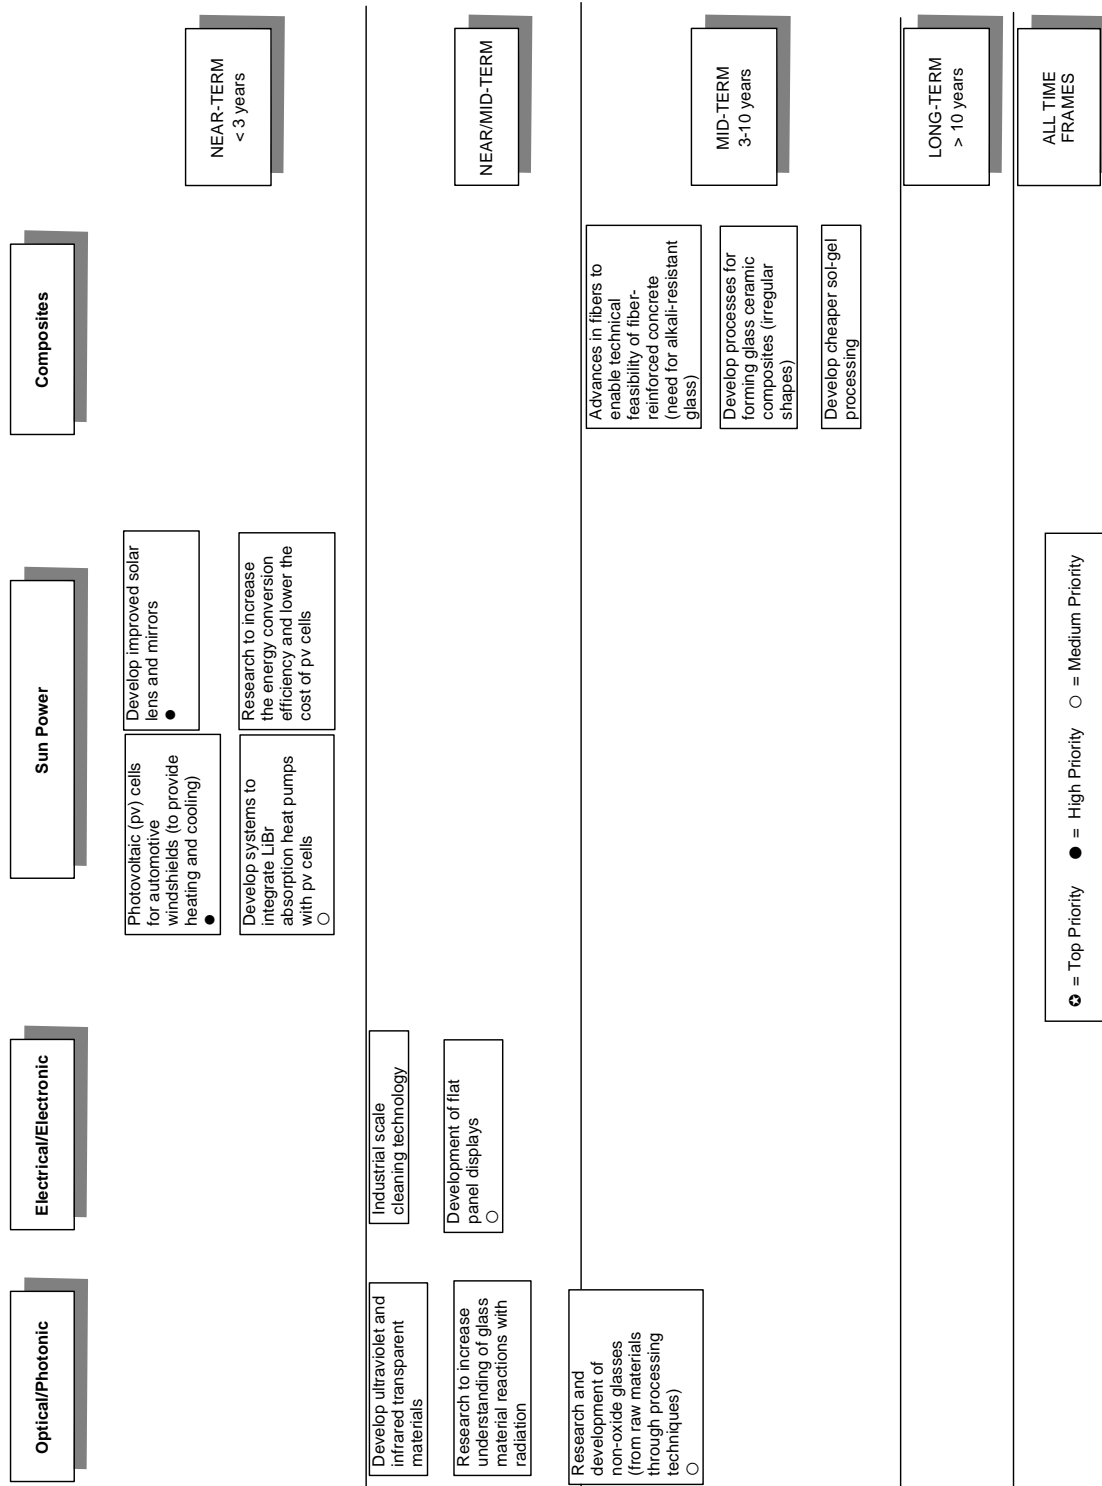 Optical/Photonic
Electrical/Electronic
Sun Power
Composites
NEAR-TERM
< 3 years
Photovoltaic (pv) cells
for automotive
windshields (to provide
heating and cooling)
●
Develop improved solar
lens and mirrors
●
Develop systems to
integrate LiBr
absorption heat pumps
with pv cells
○
Research to increase
the energy conversion
efficiency and lower the
cost of pv cells
NEAR/MID-TERM
Develop ultraviolet and
infrared transparent
materials
Research to increase
understanding of glass
material reactions with
radiation
Industrial scale
cleaning technology
Development of flat
panel displays
○
MID-TERM
3-10 years
Research and
development of
non-oxide glasses
(from raw materials
through processing
techniques)
○
Advances in fibers to
enable technical
feasibility of fiber-
reinforced concrete
(need for alkali-resistant
glass)
Develop processes for
forming glass ceramic
composites (irregular
shapes)
Develop cheaper sol-gel
processing
LONG-TERM
> 10 years
ALL TIME
FRAMES
✪ = Top Priority ● = High Priority ○ = Medium Priority